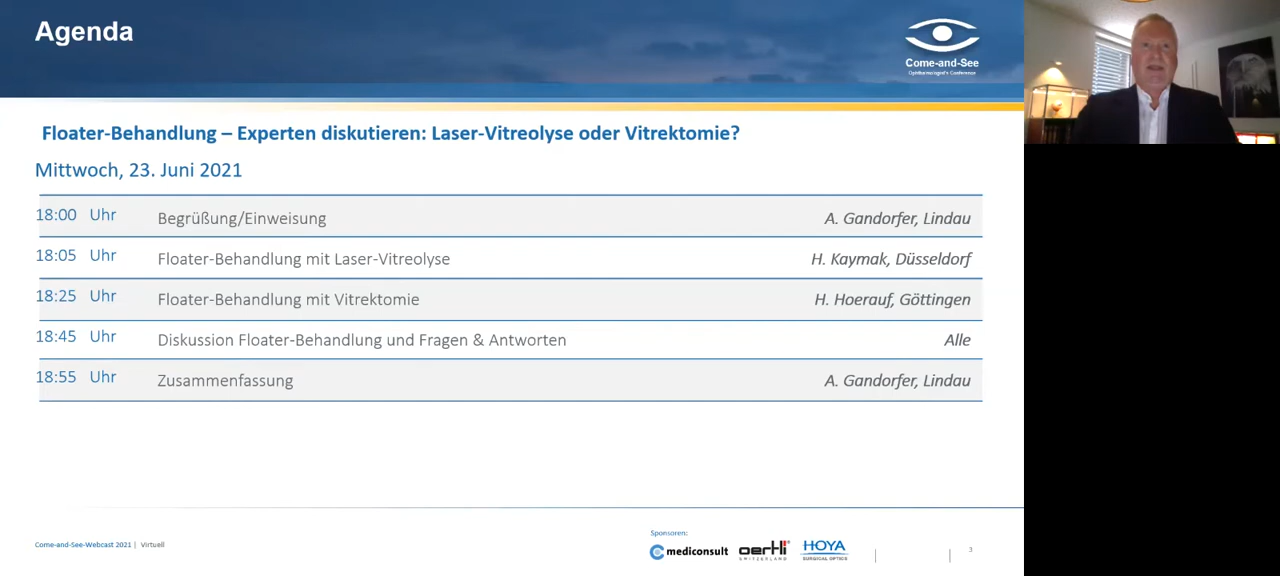 Agenda
Come-and-See
Ophthalmologist's Conference
Floater-Behandlung – Experten diskutieren: Laser-Vitreolyse oder Vitrektomie?
Mittwoch, 23. Juni 2021
18:00 Uhr Begrüßung/Einweisung A. Gandorfer, Lindau
18:05 Uhr Floater-Behandlung mit Laser-Vitreolyse H. Kaymak, Düsseldorf
18:25 Uhr Floater-Behandlung mit Vitrektomie H. Hoerauf, Göttingen
18:45 Uhr Diskussion Floater-Behandlung und Fragen & Antworten Alle
18:55 Uhr Zusammenfassung A. Gandorfer, Lindau
Sponsoren:
Come-and-See-Webcast 2021 | Virtuell
mediconsult oertli SWITZERLAND HOYA SURGICAL OPTICS
3